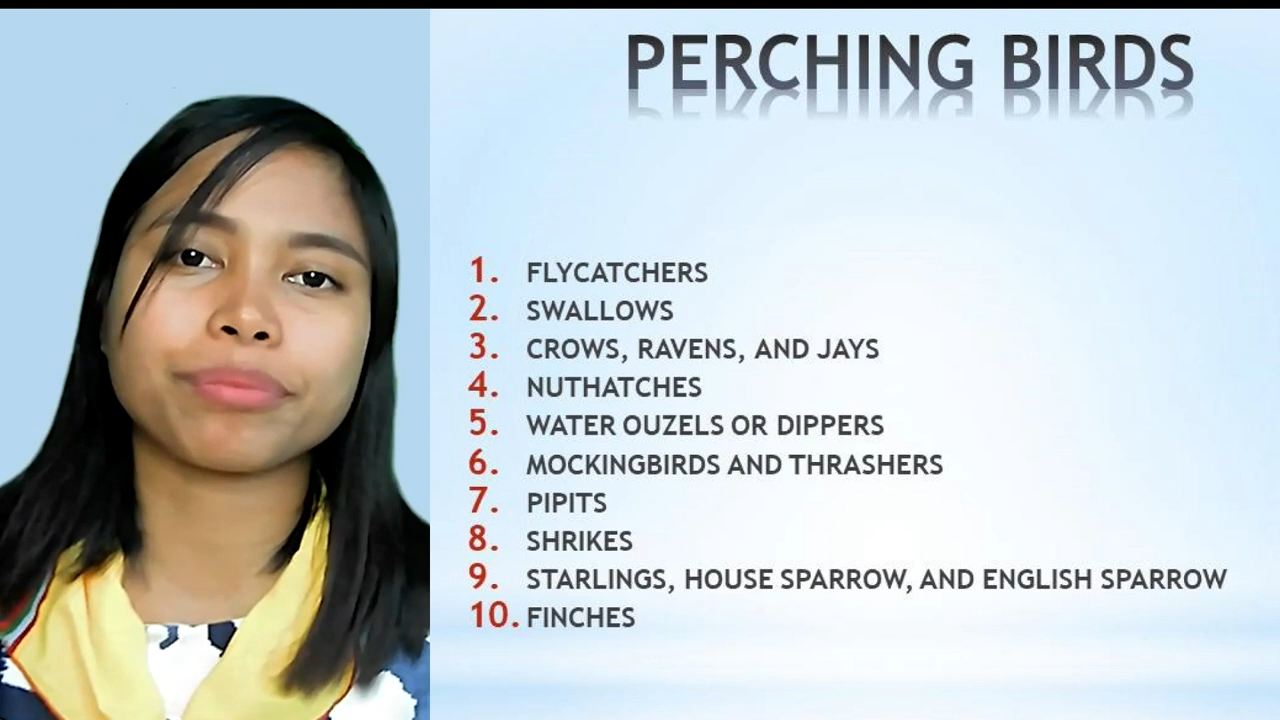 PERCHING BIRDS
1. FLYCATCHERS
2. SWALLOWS
3. CROWS, RAVENS, AND JAYS
4. NUTHATCHES
5. WATER OUZELS OR DIPPERS
6. MOCKINGBIRDS AND THRASHERS
7. PIPITS
8. SHRIKES
9. STARLINGS, HOUSE SPARROW, AND ENGLISH SPARROW
10. FINCHES